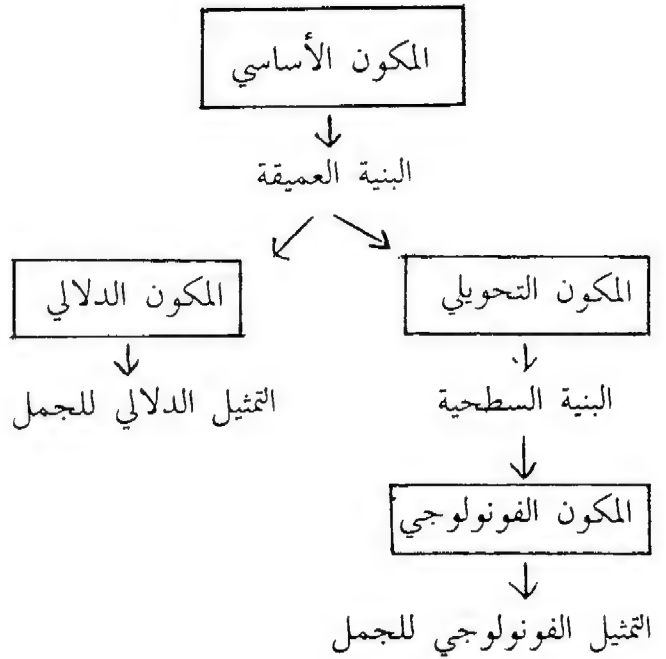 المكون الأساسي
البنية العميقة
المكون التحويلي
المكون الدلالي
البنية السطحية
التمثيل الدلالي للجمل
المكون الفونولوجي
التمثيل الفونولوجي للجمل